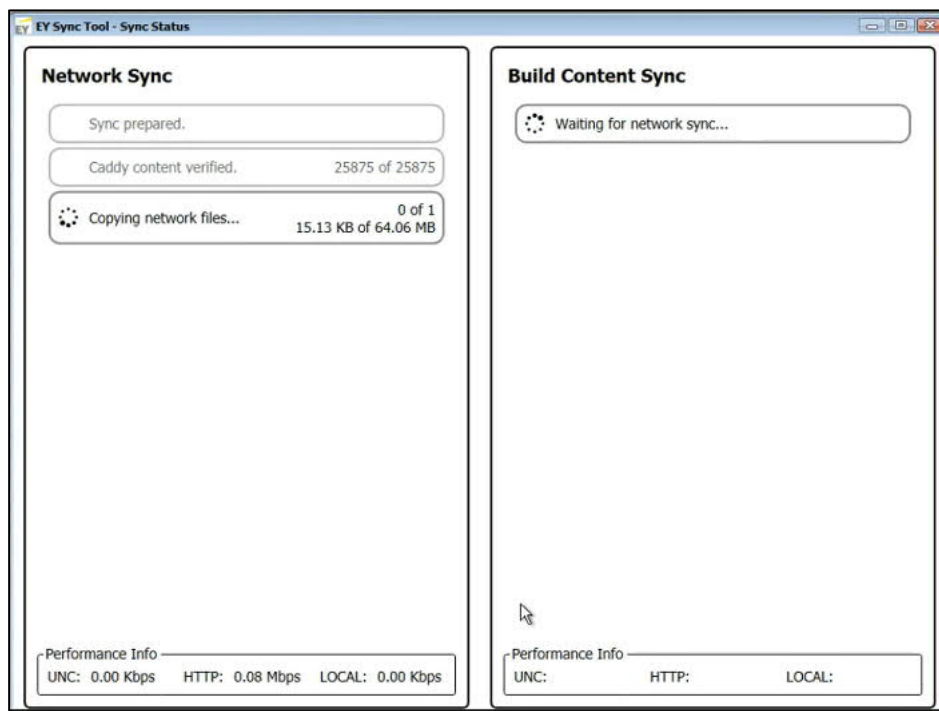 EY EY Sync Tool - Sync Status
Network Sync
Sync prepared.
Caddy content verified. 25875 of 25875
Copying network files... 0 of 1
15.13 KB of 64.06 MB
Performance Info
UNC: 0.00 Kbps HTTP: 0.08 Mbps LOCAL: 0.00 Kbps
Build Content Sync
Waiting for network sync...
Performance Info
UNC: HTTP: LOCAL: